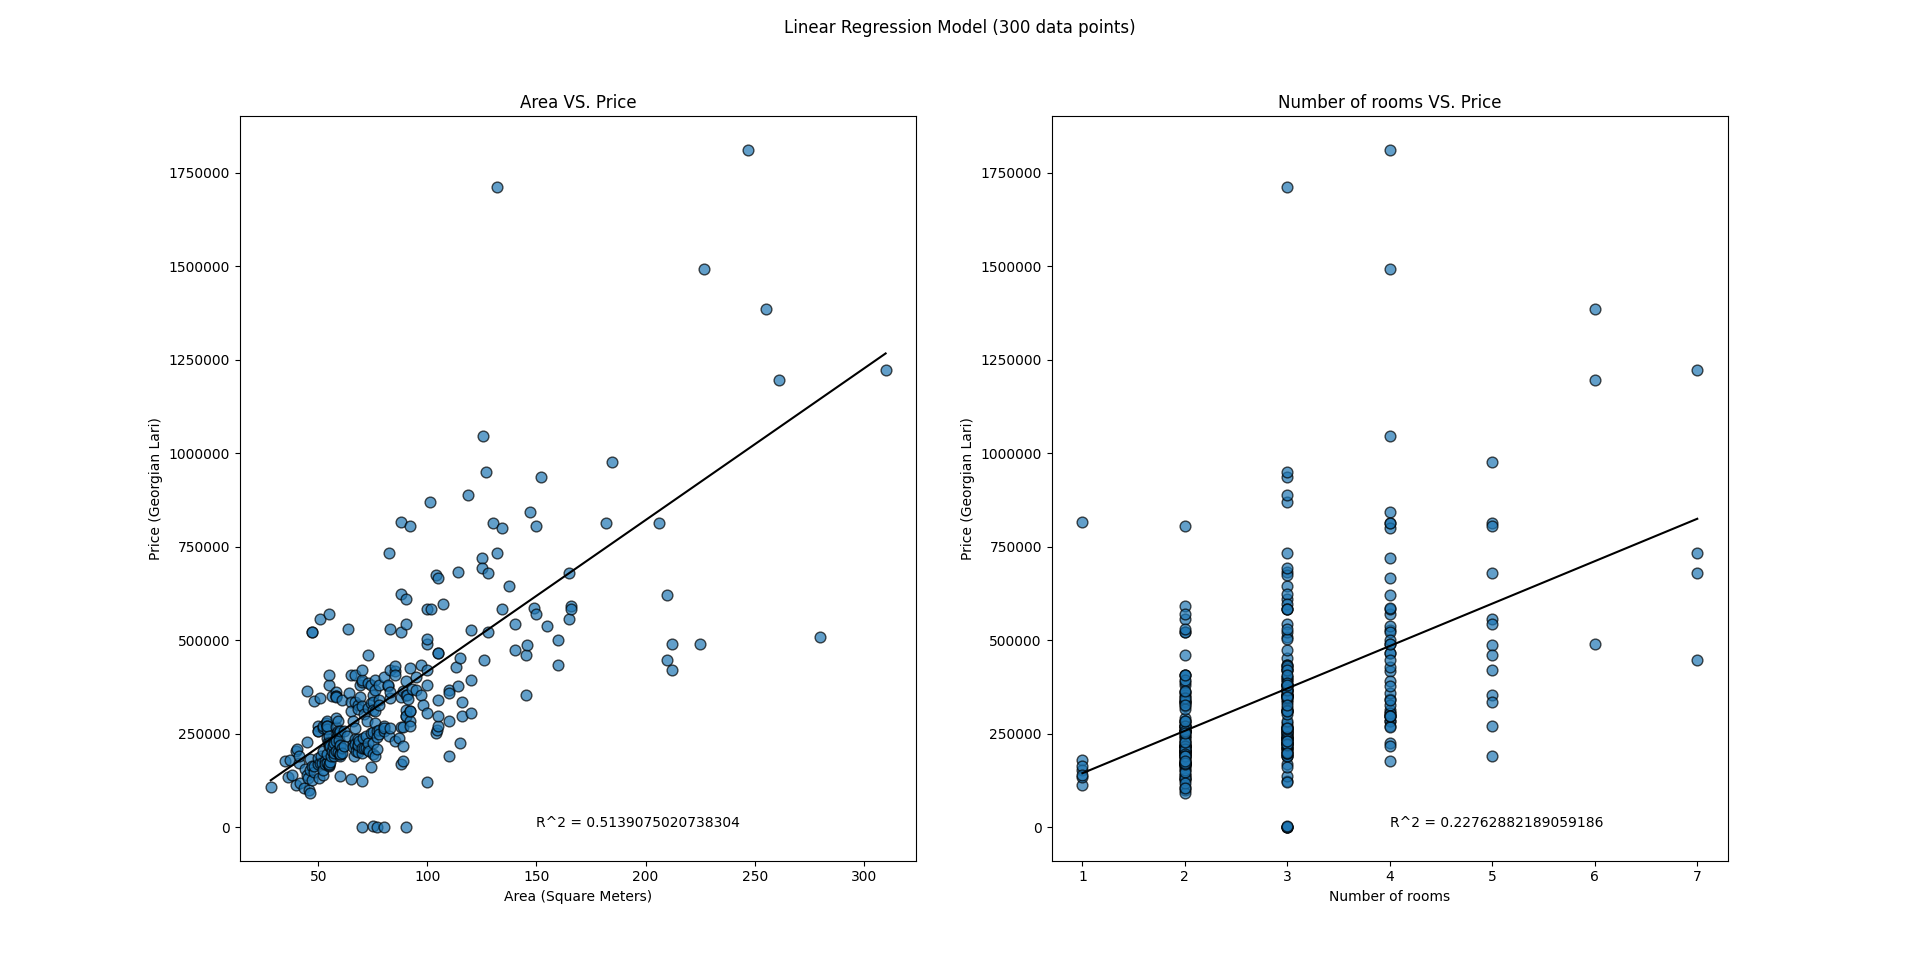 Linear Regression Model (300 data points)
Area VS. Price
1750000
1500000
1250000
1000000
750000
500000
250000
0
Price (Georgian Lari)
R^2 = 0.5139075020738304
50 100 150 200 250 300
Area (Square Meters)
Number of rooms VS. Price
1750000
1500000
1250000
1000000
750000
500000
250000
0
Price (Georgian Lari)
R^2 = 0.22762882189059186
1 2 3 4 5 6 7
Number of rooms